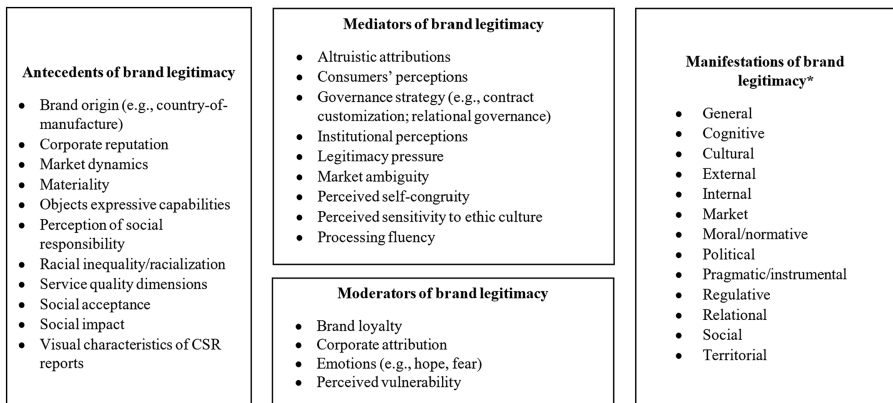 Antecedents of brand legitimacy
• Brand origin (e.g., country-of-
manufacture)
• Corporate reputation
• Market dynamics
• Materiality
• Objects expressive capabilities
• Perception of social
responsibility
• Racial inequality/racialization
• Service quality dimensions
• Social acceptance
• Social impact
• Visual characteristics of CSR
reports
Mediators of brand legitimacy
• Altruistic attributions
• Consumers’ perceptions
• Governance strategy (e.g., contract
customization; relational governance)
• Institutional perceptions
• Legitimacy pressure
• Market ambiguity
• Perceived self-congruity
• Perceived sensitivity to ethic culture
• Processing fluency
Moderators of brand legitimacy
• Brand loyalty
• Corporate attribution
• Emotions (e.g., hope, fear)
• Perceived vulnerability
Manifestations of brand
legitimacy*
• General
• Cognitive
• Cultural
• External
• Internal
• Market
• Moral/normative
• Political
• Pragmatic/instrumental
• Regulative
• Relational
• Social
• Territorial